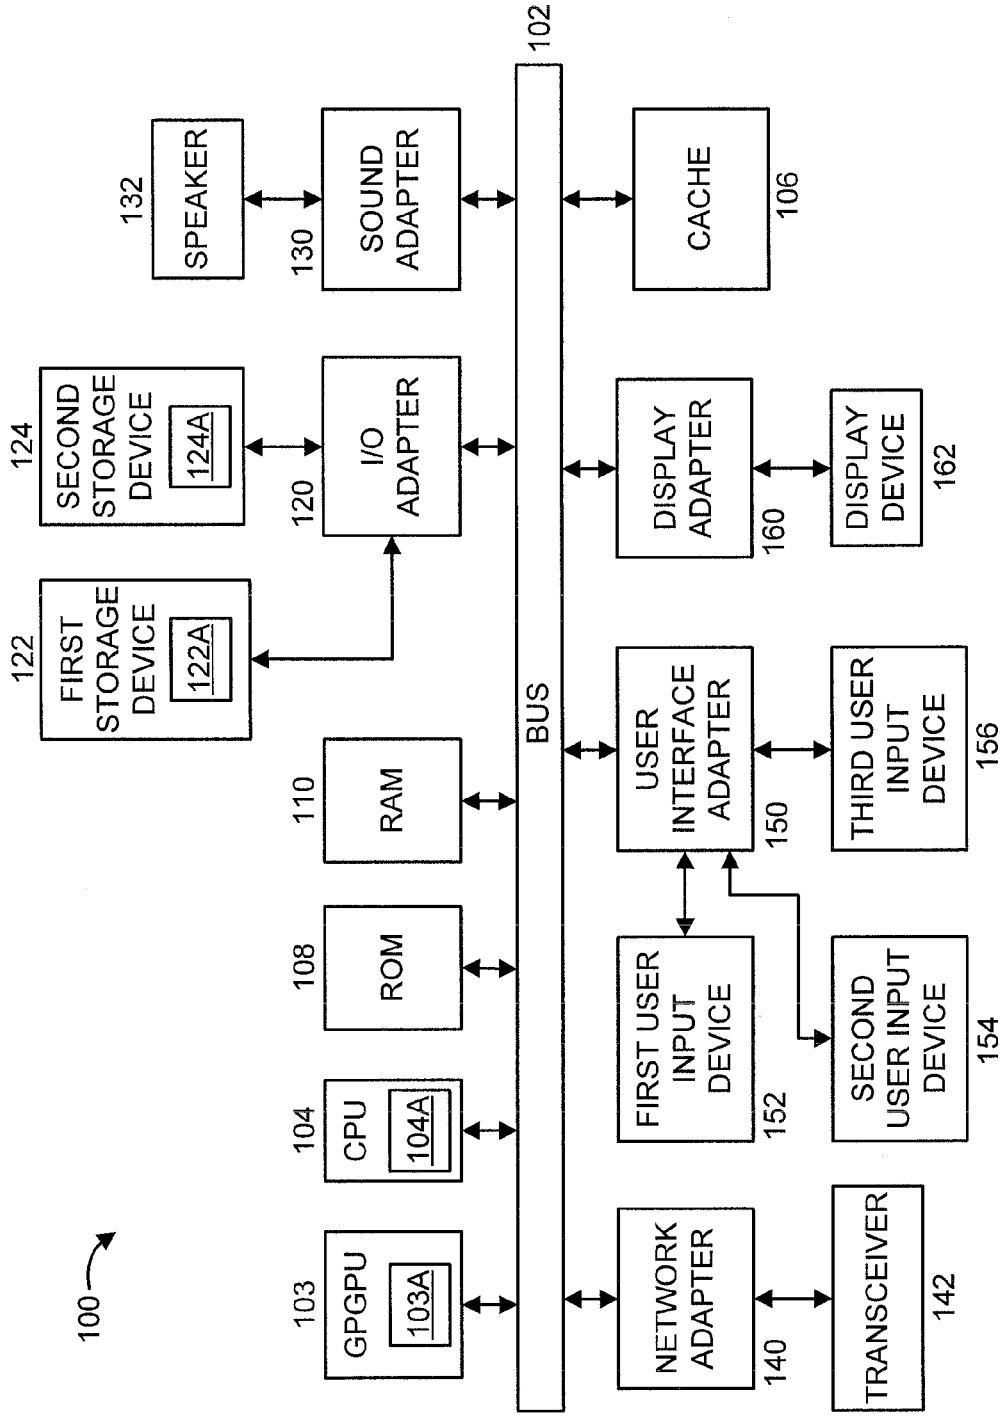 100
103
GPGPU
103A
104
CPU
104A
108
ROM
110
RAM
122
FIRST
STORAGE
DEVICE
122A
124
SECOND
STORAGE
DEVICE
124A
120
I/O
ADAPTER
132
SPEAKER
130
SOUND
ADAPTER
BUS
102
NETWORK
ADAPTER
140
TRANSCEIVER
142
FIRST USER
INPUT
DEVICE
152
SECOND
USER INPUT
DEVICE
154
USER
INTERFACE
ADAPTER
150
THIRD USER
INPUT
DEVICE
156
DISPLAY
ADAPTER
160
DISPLAY
DEVICE
162
CACHE
106